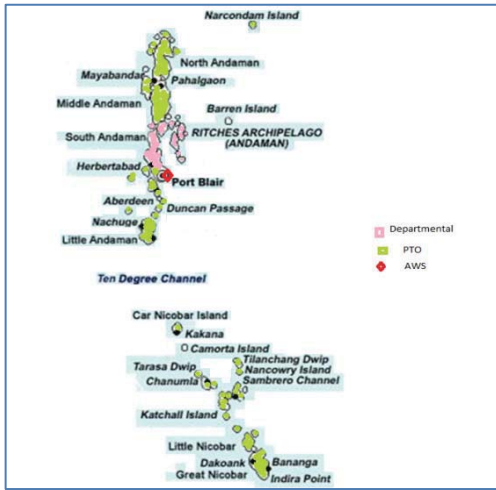 Narcondam Island
North Andaman
Mayabandar
Pahalgaon
Middle Andaman
Barren Island
South Andaman
RITCHES ARCHIPELAGO
(ANDAMAN)
Herbertabad
Port Blair
Aberdeen
Duncan Passage
Nachuge
Little Andaman
Departmental
PTO
AWS
Ten Degree Channel
Car Nicobar Island
Kakana
Camorta Island
Tilanchang Dwip
Tarasa Dwip
Nancowry Island
Chanumla
Sambrero Channel
Katchall Island
Little Nicobar
Dakoank
Bananga
Great Nicobar
Indira Point